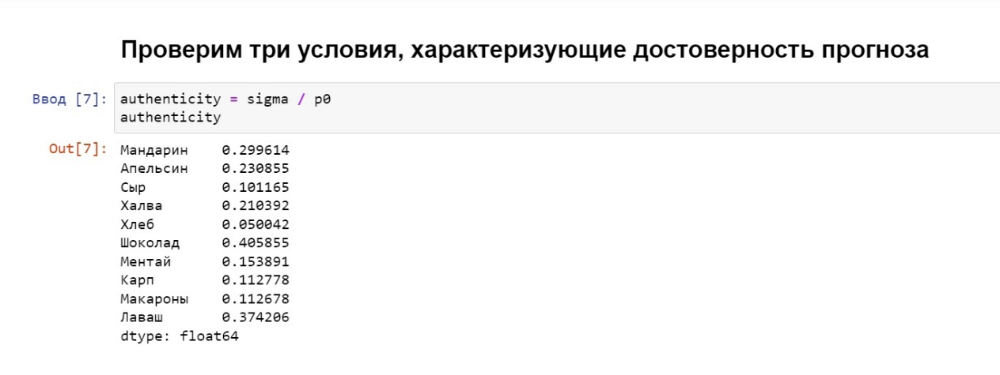 Проверим три условия, характеризующие достоверность прогноза
Ввод [7]: authenticity = sigma / p0
authenticity
Out[7]: Мандарин 0.299614
Апельсин 0.230855
Сыр 0.101165
Халва 0.210392
Хлеб 0.050042
Шоколад 0.405855
Ментай 0.153891
Карп 0.112778
Макароны 0.112678
Лаваш 0.374206
dtype: float64